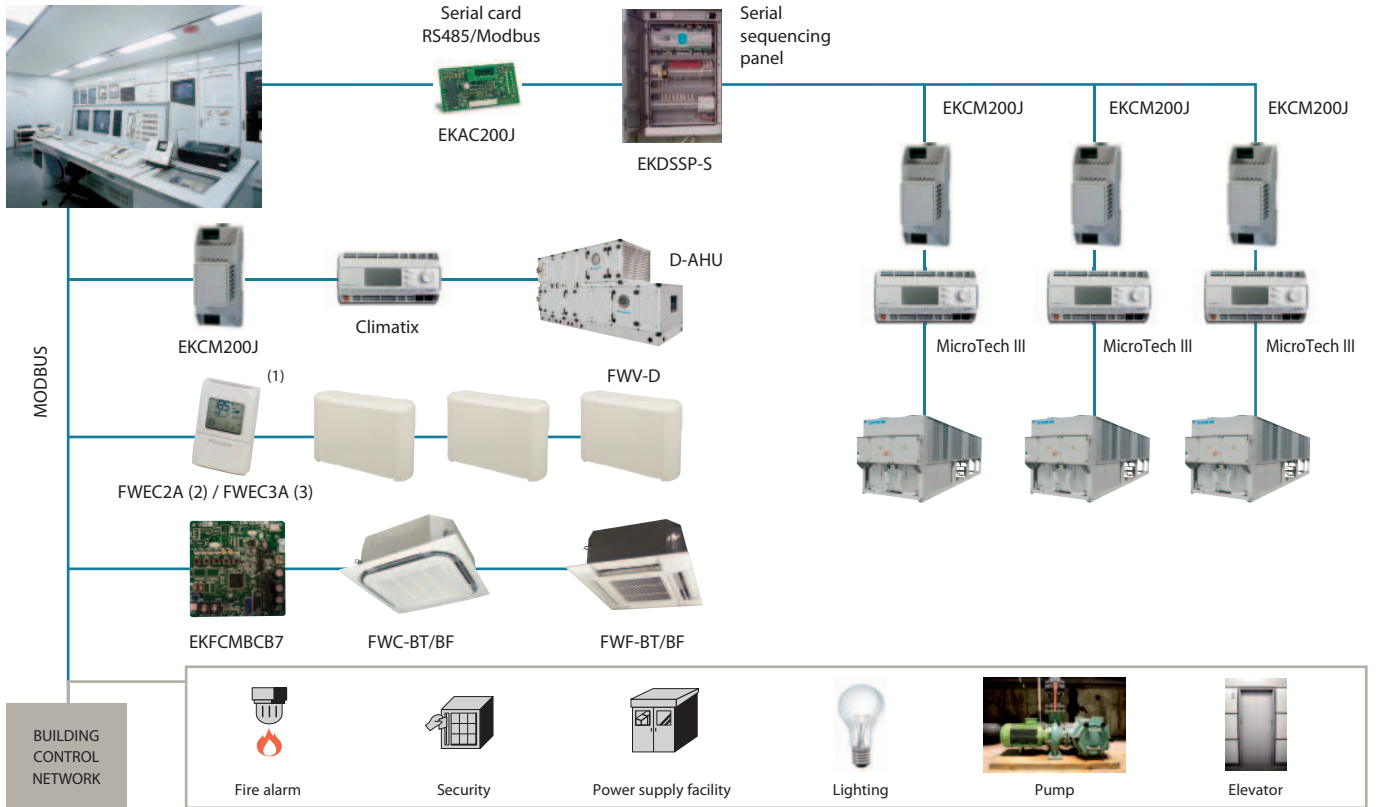 Serial card
RS485/Modbus
EKAC200J
Serial
sequencing
panel
EKDSSP-S
EKCM200J
EKCM200J
EKCM200J
MicroTech III
MicroTech III
MicroTech III
MODBUS
EKCM200J
Climatix
D-AHU
(1)
FWV-D
FWEC2A (2) / FWEC3A (3)
EKFCMBCB7
FWC-BT/BF
FWF-BT/BF
BUILDING
CONTROL
NETWORK
Fire alarm
Security
Power supply facility
Lighting
Pump
Elevator